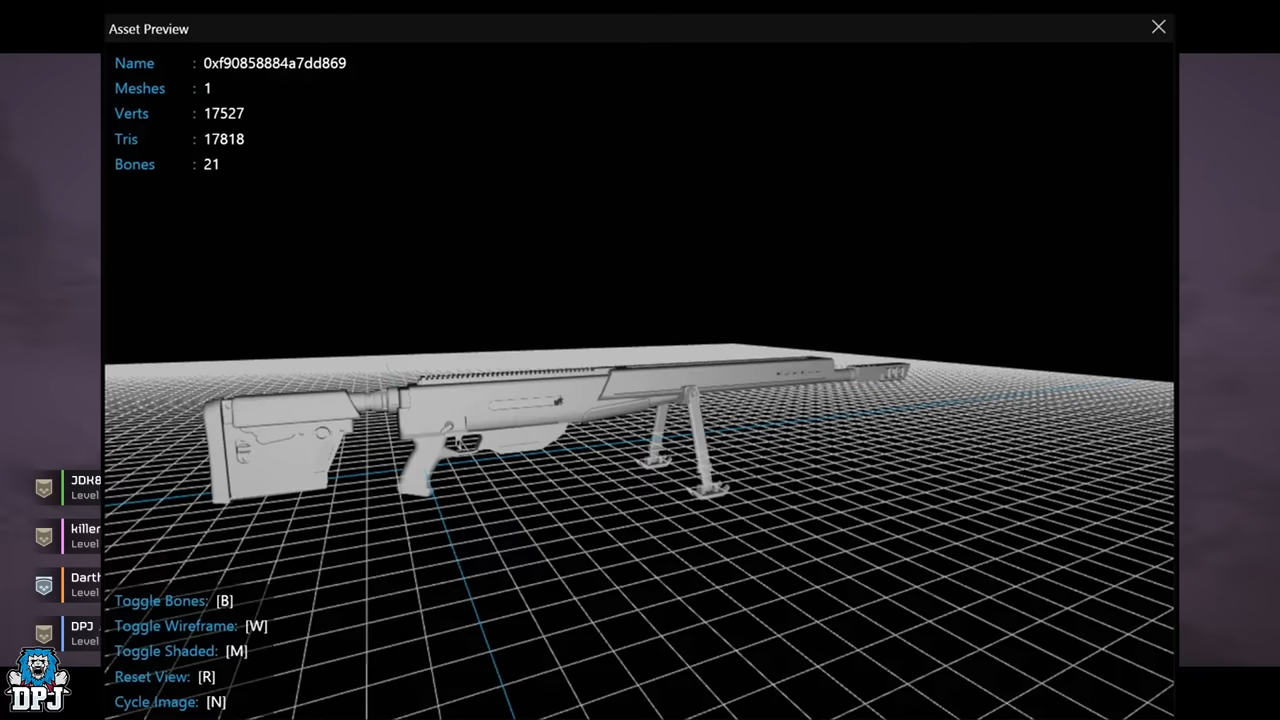 Asset Preview
Name : 0xf90858884a7dd869
Meshes : 1
Verts : 17527
Tris : 17818
Bones : 21
JDK8
Level
killer
Level
Darth
Level
DPJ
Level
Toggle Bones: [B]
Toggle Wireframe: [W]
Toggle Shaded: [M]
Reset View: [R]
Cycle Image: [N]
DPJ